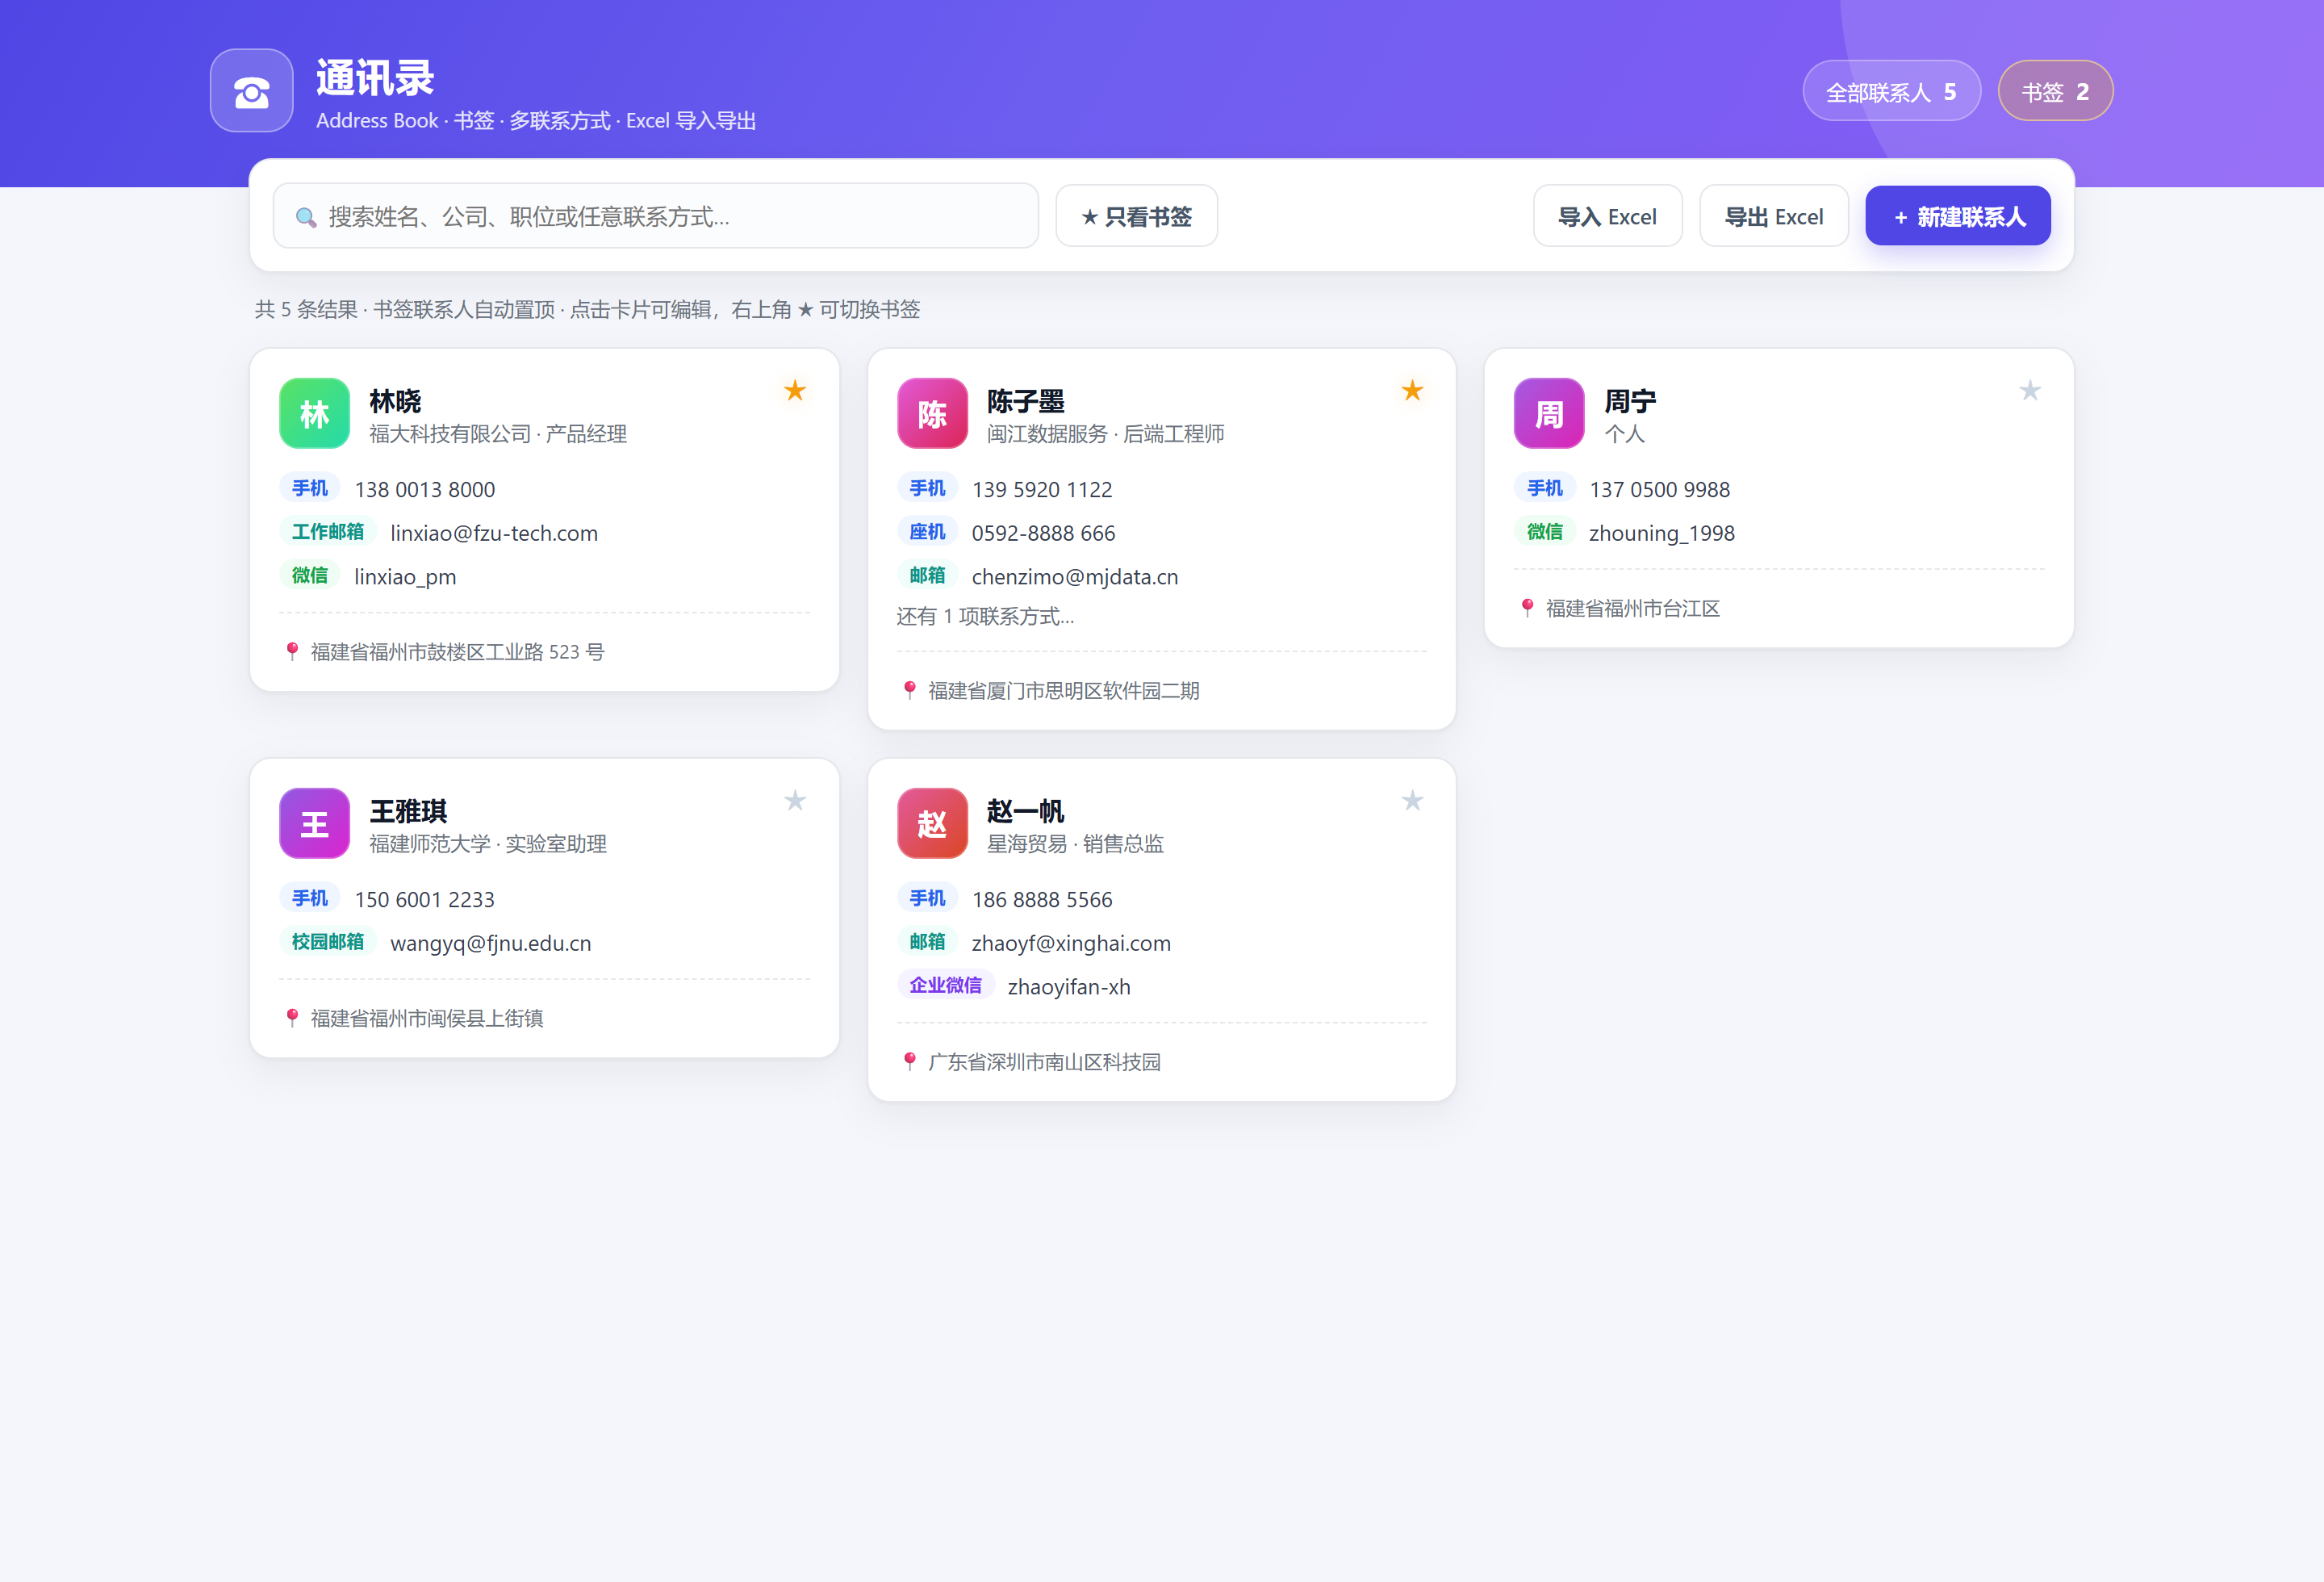 通讯录
Address Book · 书签 · 多联系方式 · Excel 导入导出
全部联系人 5
书签 2
搜索姓名、公司、职位或任意联系方式...
★ 只看书签
导入 Excel
导出 Excel
+ 新建联系人
共 5 条结果 · 书签联系人自动置顶 · 点击卡片可编辑，右上角 ★ 可切换书签
林
林晓
福大科技有限公司 · 产品经理
手机 138 0013 8000
工作邮箱 linxiao@fzu-tech.com
微信 linxiao_pm
福建省福州市鼓楼区工业路 523 号
陈
陈子墨
闽江数据服务 · 后端工程师
手机 139 5920 1122
座机 0592-8888 666
邮箱 chenzimo@mjdata.cn
还有 1 项联系方式...
福建省厦门市思明区软件园二期
周
周宁
个人
手机 137 0500 9988
微信 zhouning_1998
福建省福州市台江区
王
王雅琪
福建师范大学 · 实验室助理
手机 150 6001 2233
校园邮箱 wangyq@fjnu.edu.cn
福建省福州市闽侯县上街镇
赵
赵一帆
星海贸易 · 销售总监
手机 186 8888 5566
邮箱 zhaoyf@xinghai.com
企业微信 zhaoyifan-xh
广东省深圳市南山区科技园